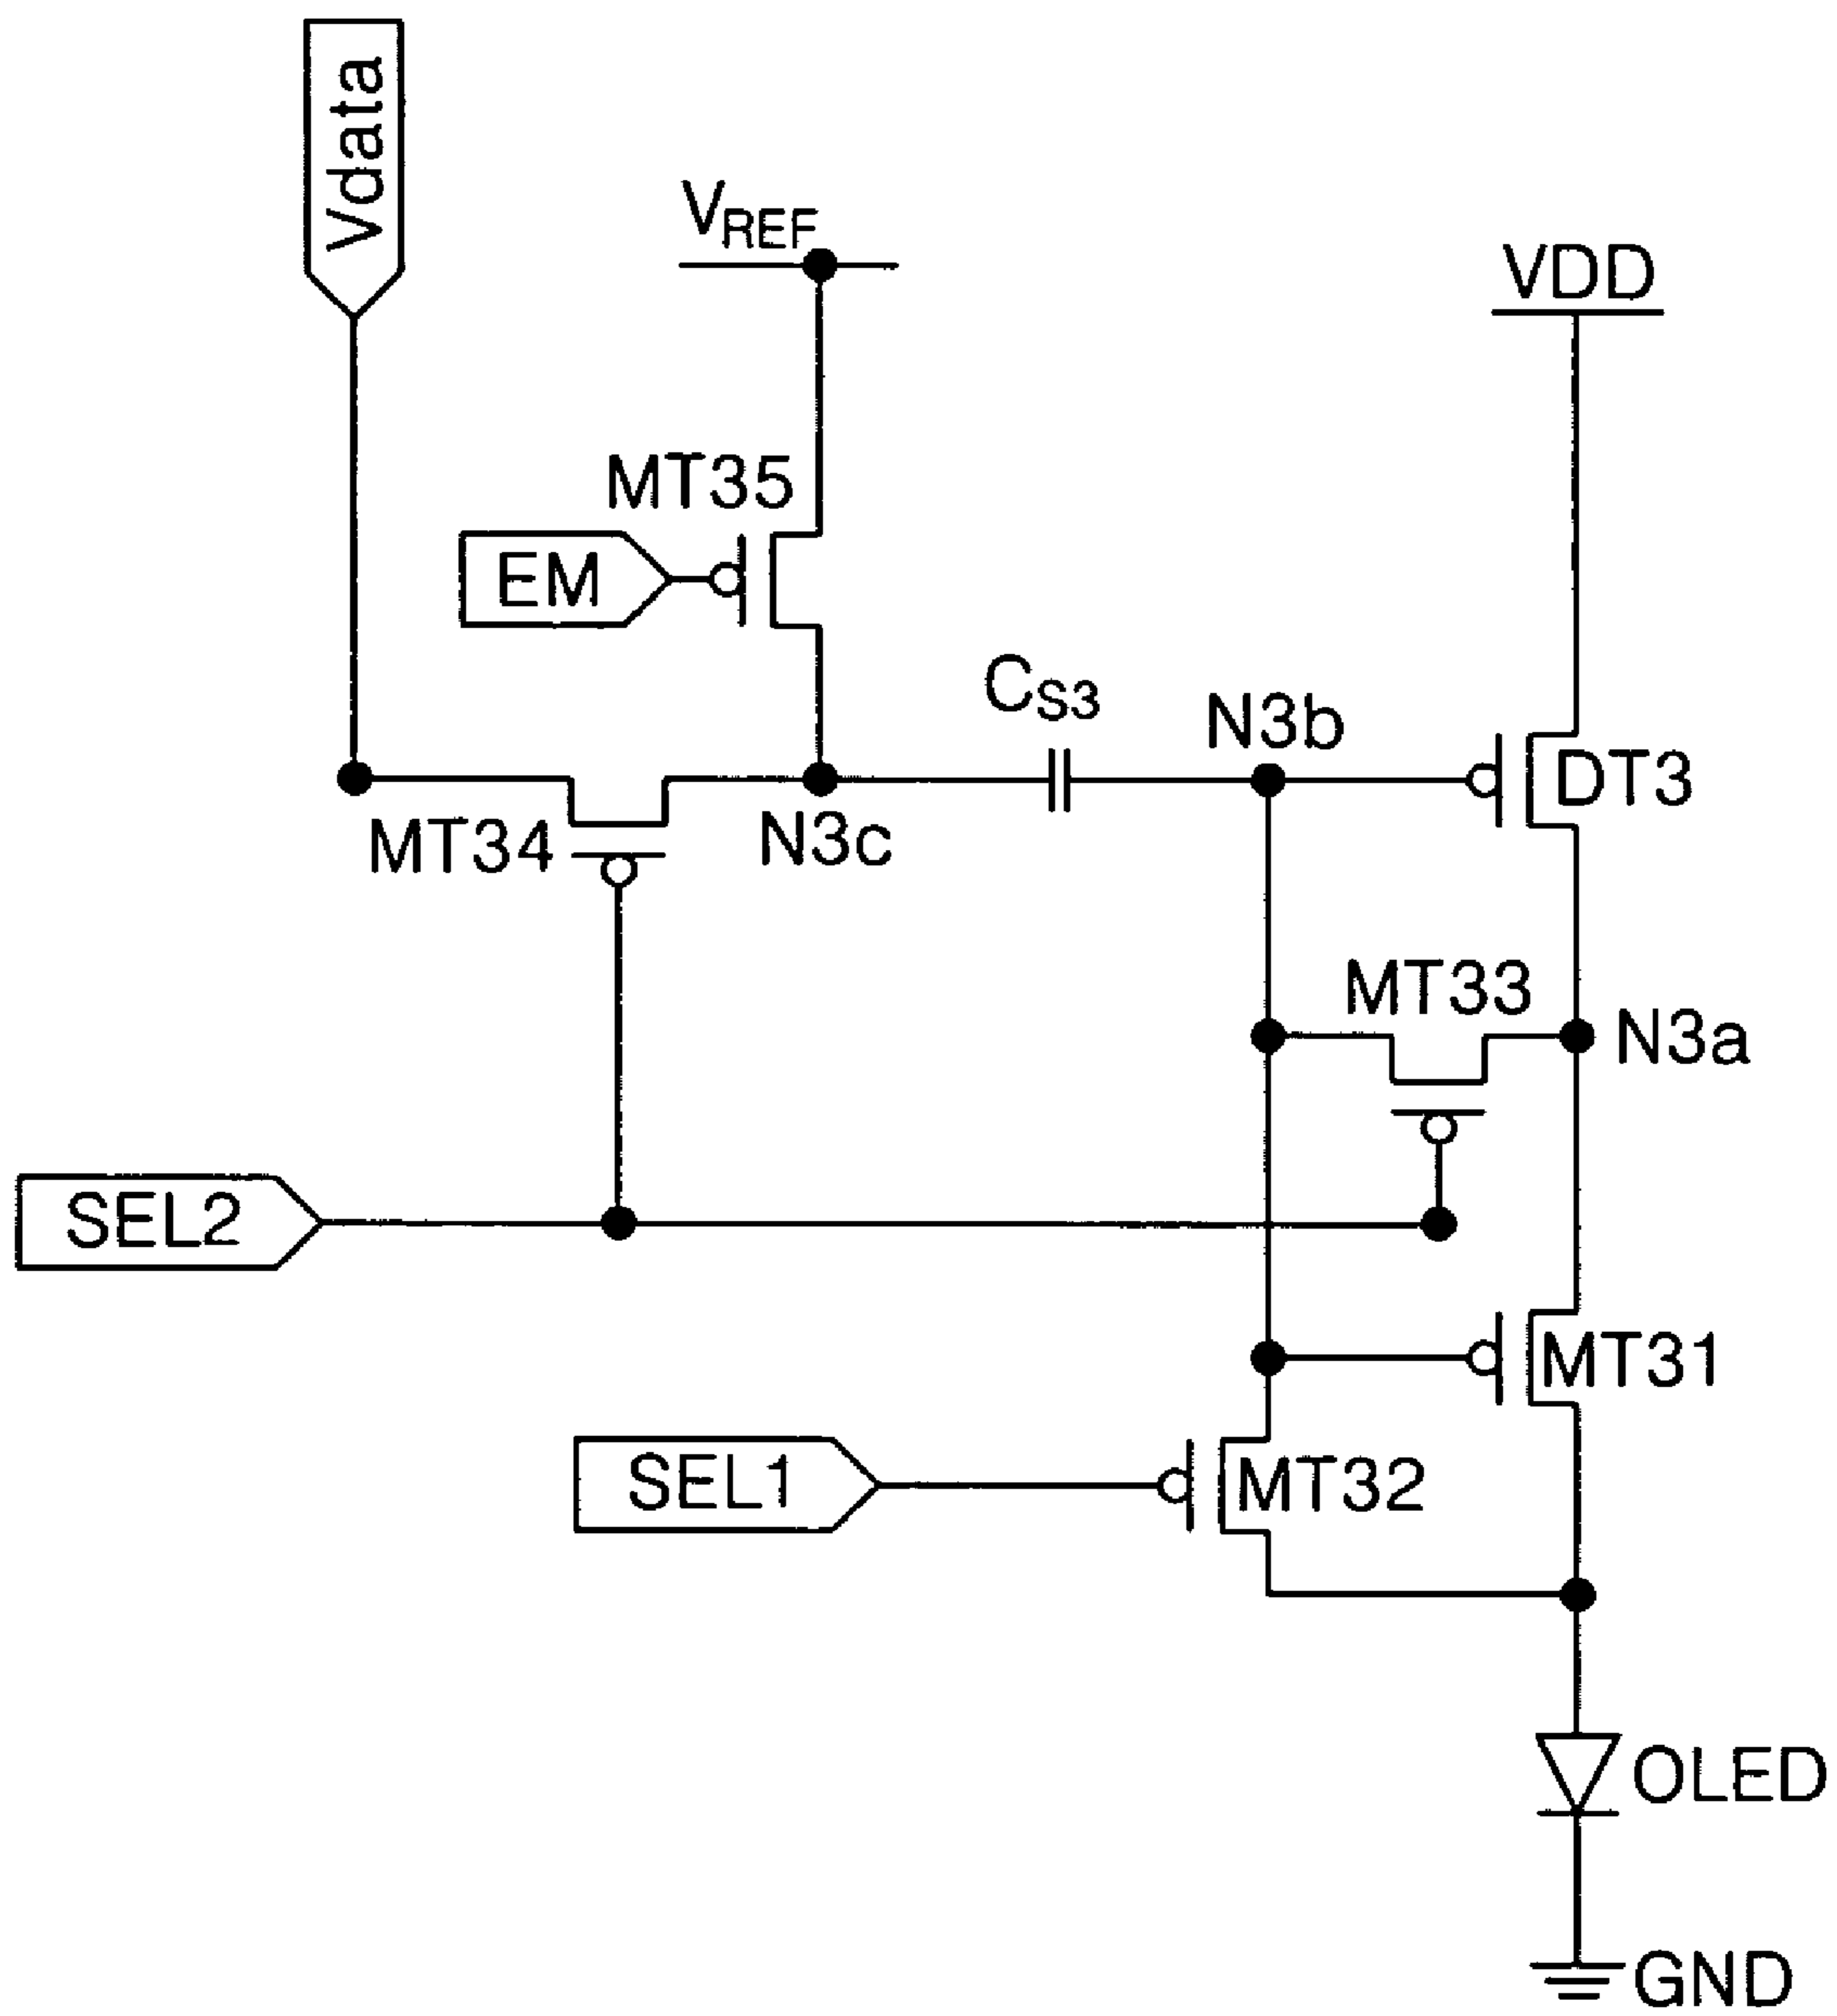 Vdata
VREF
VDD
MT35
EM
CS3
N3b
DT3
MT34
N3c
MT33
N3a
SEL2
MT31
SEL1
MT32
OLED
GND